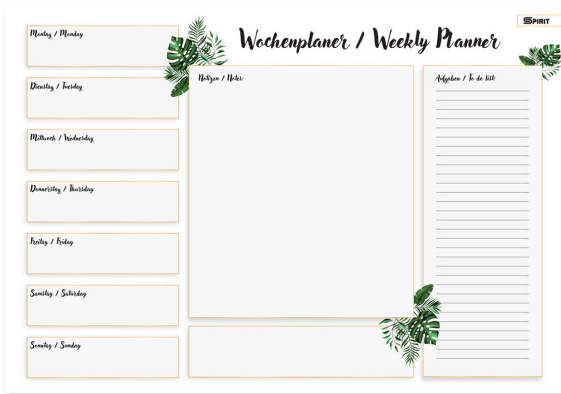 SPIRIT
Wochenplaner / Weekly Planner
Montag / Monday
Dienstag / Tuesday
Mittwoch / Wednesday
Donnerstag / Thursday
Freitag / Friday
Samstag / Saturday
Sonntag / Sunday
Notizen / Notes:
Aufgaben / To do list: